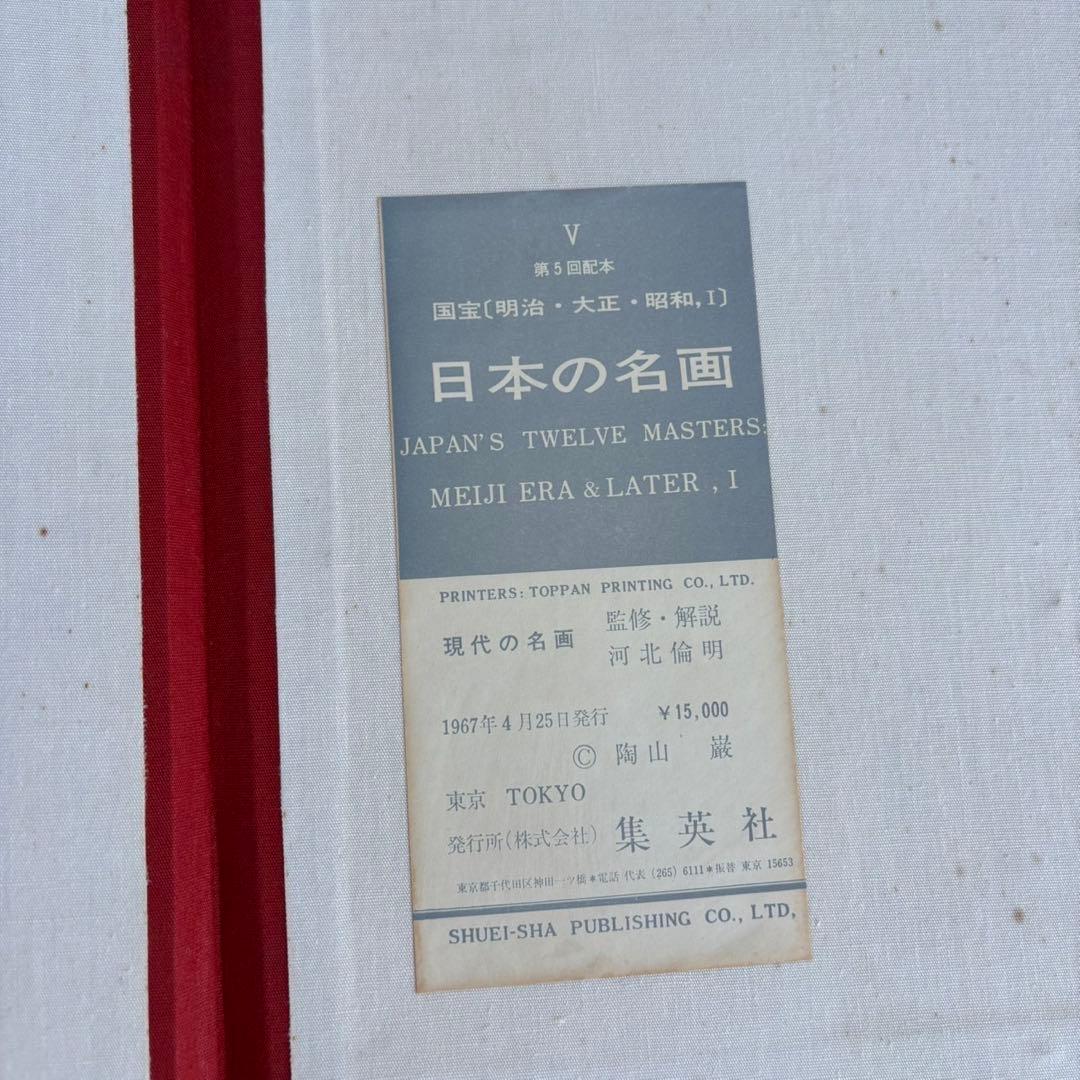 V
第5回配本
国宝〔明治・大正・昭和,I〕
日本の名画
JAPAN'S TWELVE MASTERS:
MEIJI ERA & LATER , I
PRINTERS: TOPPAN PRINTING CO., LTD.
現代の名画 監修・解説
河北倫明
1967年4月25日発行 ¥15,000
© 陶山 巌
東京 TOKYO
発行所(株式会社) 集英社
東京都千代田区神田一ツ橋*電話 代表 (265) 6111*振替 東京 15653
SHUEI-SHA PUBLISHING CO., LTD,